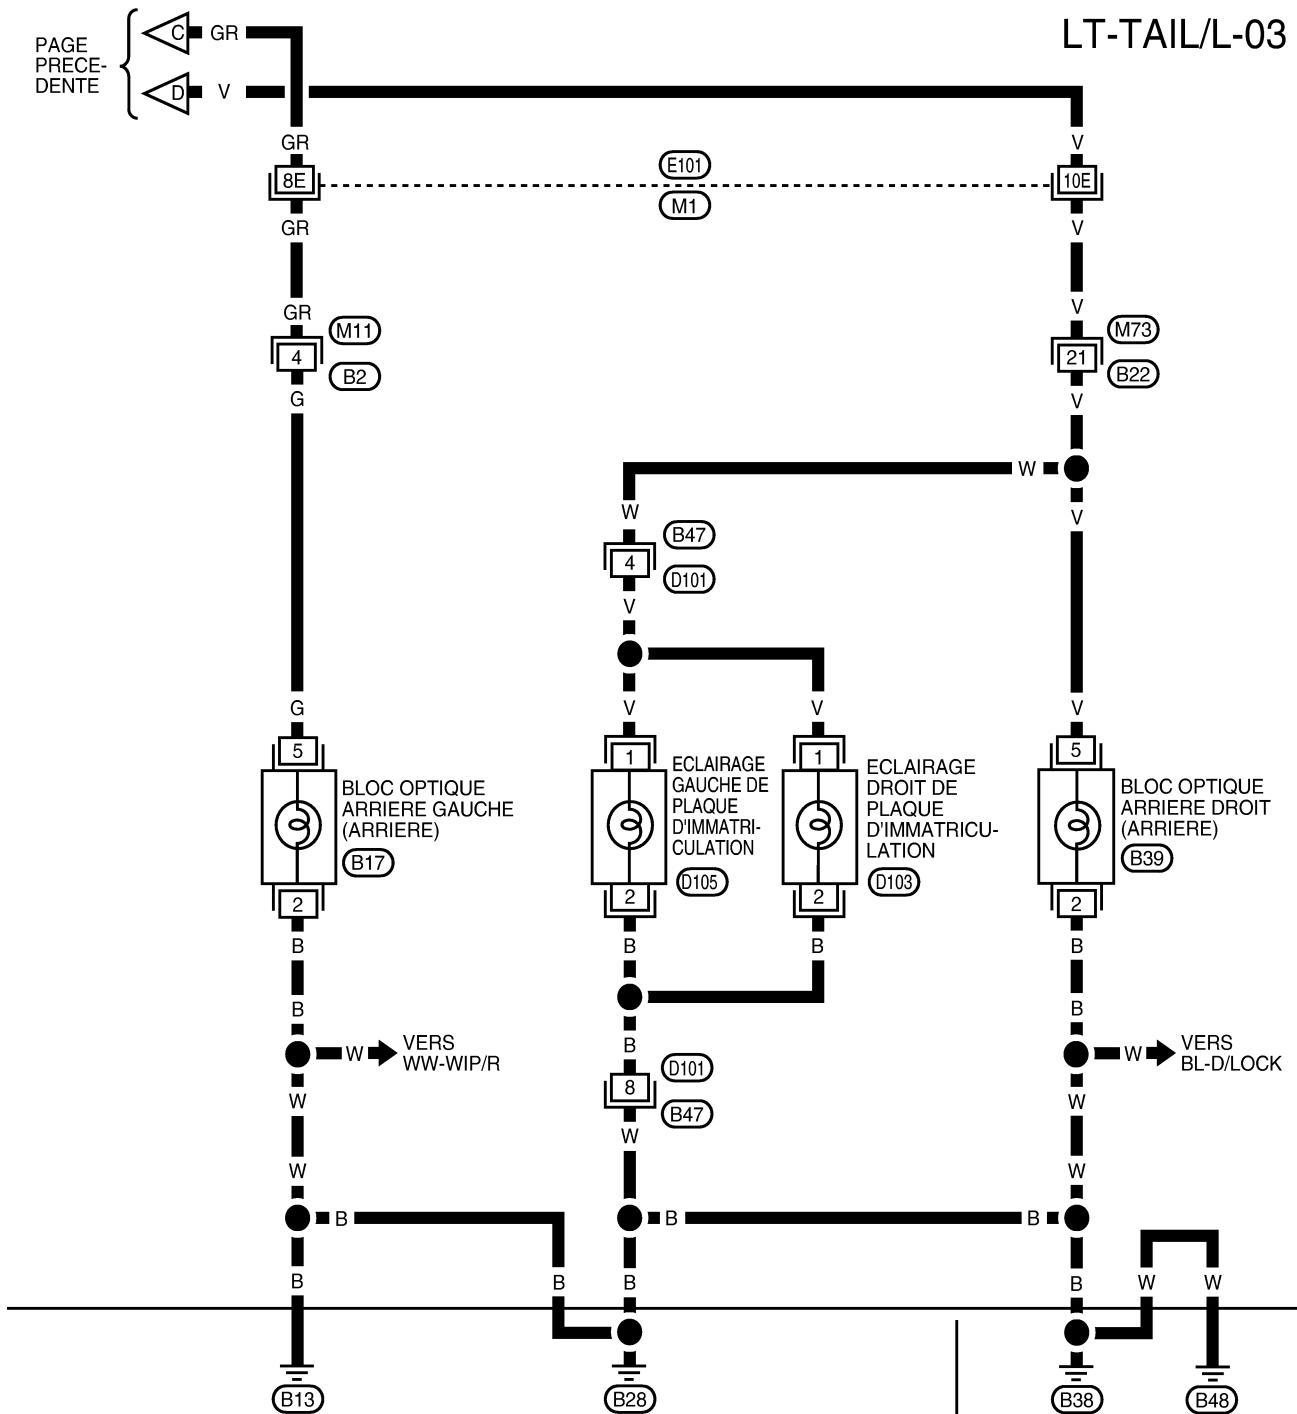 LT-TAIL/L-03
PAGE
PRECE-
DENTE
C GR
D V
GR
V
8E
E101
M1
10E
GR
V
GR
V
M11
4
B2
M73
21
B22
G
V
W
W
V
B47
4
D101
V
G
V
V
V
5
1
1
5
BLOC OPTIQUE
ARRIERE GAUCHE
(ARRIERE)
B17
ECLAIRAGE
GAUCHE DE
PLAQUE
D'IMMATRI-
CULATION
D105
ECLAIRAGE
DROIT DE
PLAQUE
D'IMMATRICU-
LATION
D103
BLOC OPTIQUE
ARRIERE DROIT
(ARRIERE)
B39
2
2
2
2
B
B
B
B
B
B
B
W
VERS
WW-WIP/R
W
VERS
BL-D/LOCK
D101
8
B47
W
W
W
W
W
B
B
B
B
B
B
B
W
W
B13
B28
B38
B48